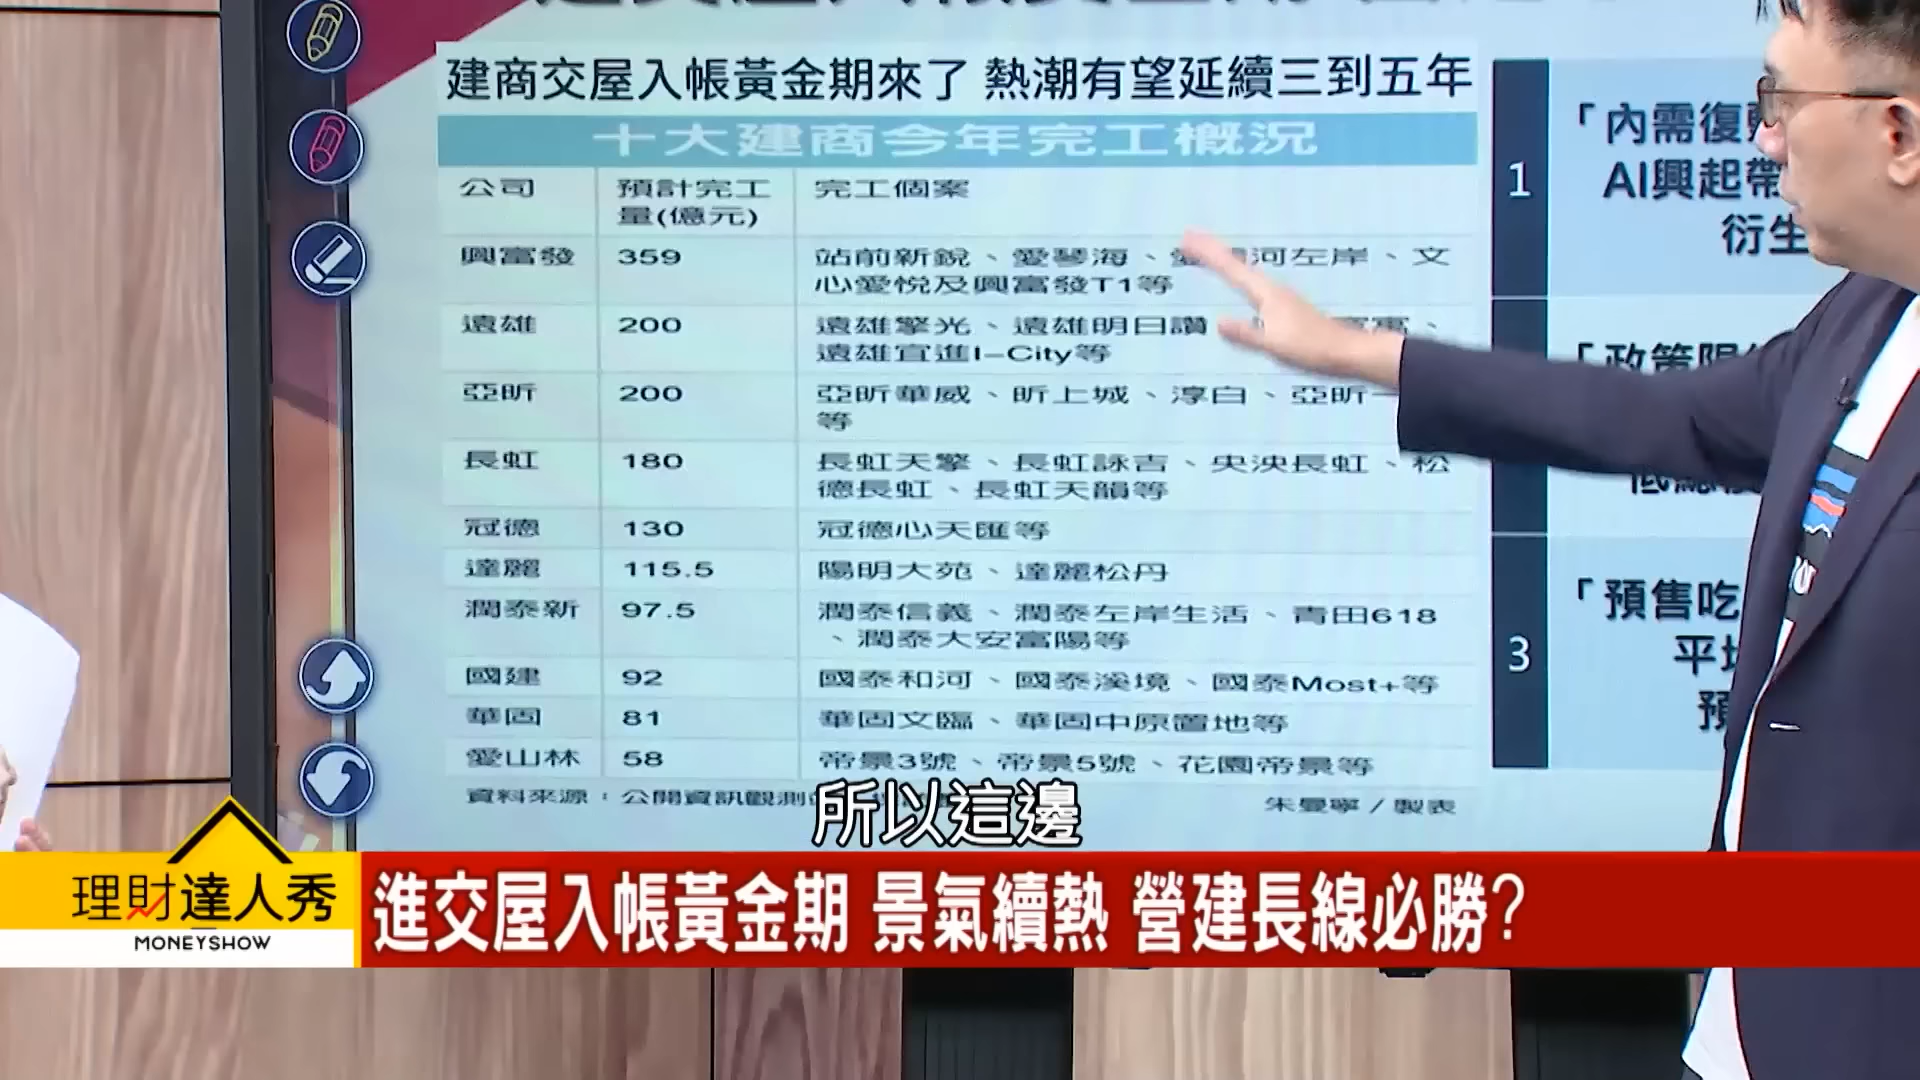 建商交屋入帳黃金期來了 熱潮有望延續三到五年
十大建商今年完工概況
公司 預計完工量(億元) 完工個案
興富發 359 站前新銳、愛琴海、愛 河左岸、文
心愛悅及興富發T1等
遠雄 200 遠雄擎光、遠雄明日讚
遠雄宜進I-City等
亞昕 200 亞昕華威、昕上城、淳白、亞昕一
等
長虹 180 長虹天擎、長虹詠吉、央泱長虹、松
德長虹、長虹天韻等
冠德 130 冠德心天匯等
達麗 115.5 陽明大苑、達麗松丹
潤泰新 97.5 潤泰信義、潤泰左岸生活、青田618
、潤泰大安富陽等
國建 92 國泰和河、國泰溪境、國泰Most+等
華固 81 華固文臨、華固中原置地等
愛山林 58 帝景3號、帝景5號、花園帝景等
資料來源：公開資訊觀測
朱曼寧／製表
1
「內需復
AI興起帶
衍生
「政策限
3
「預售吃
平均
預
所以這邊
理財達人秀
MONEYSHOW
進交屋入帳黃金期 景氣續熱 營建長線必勝?